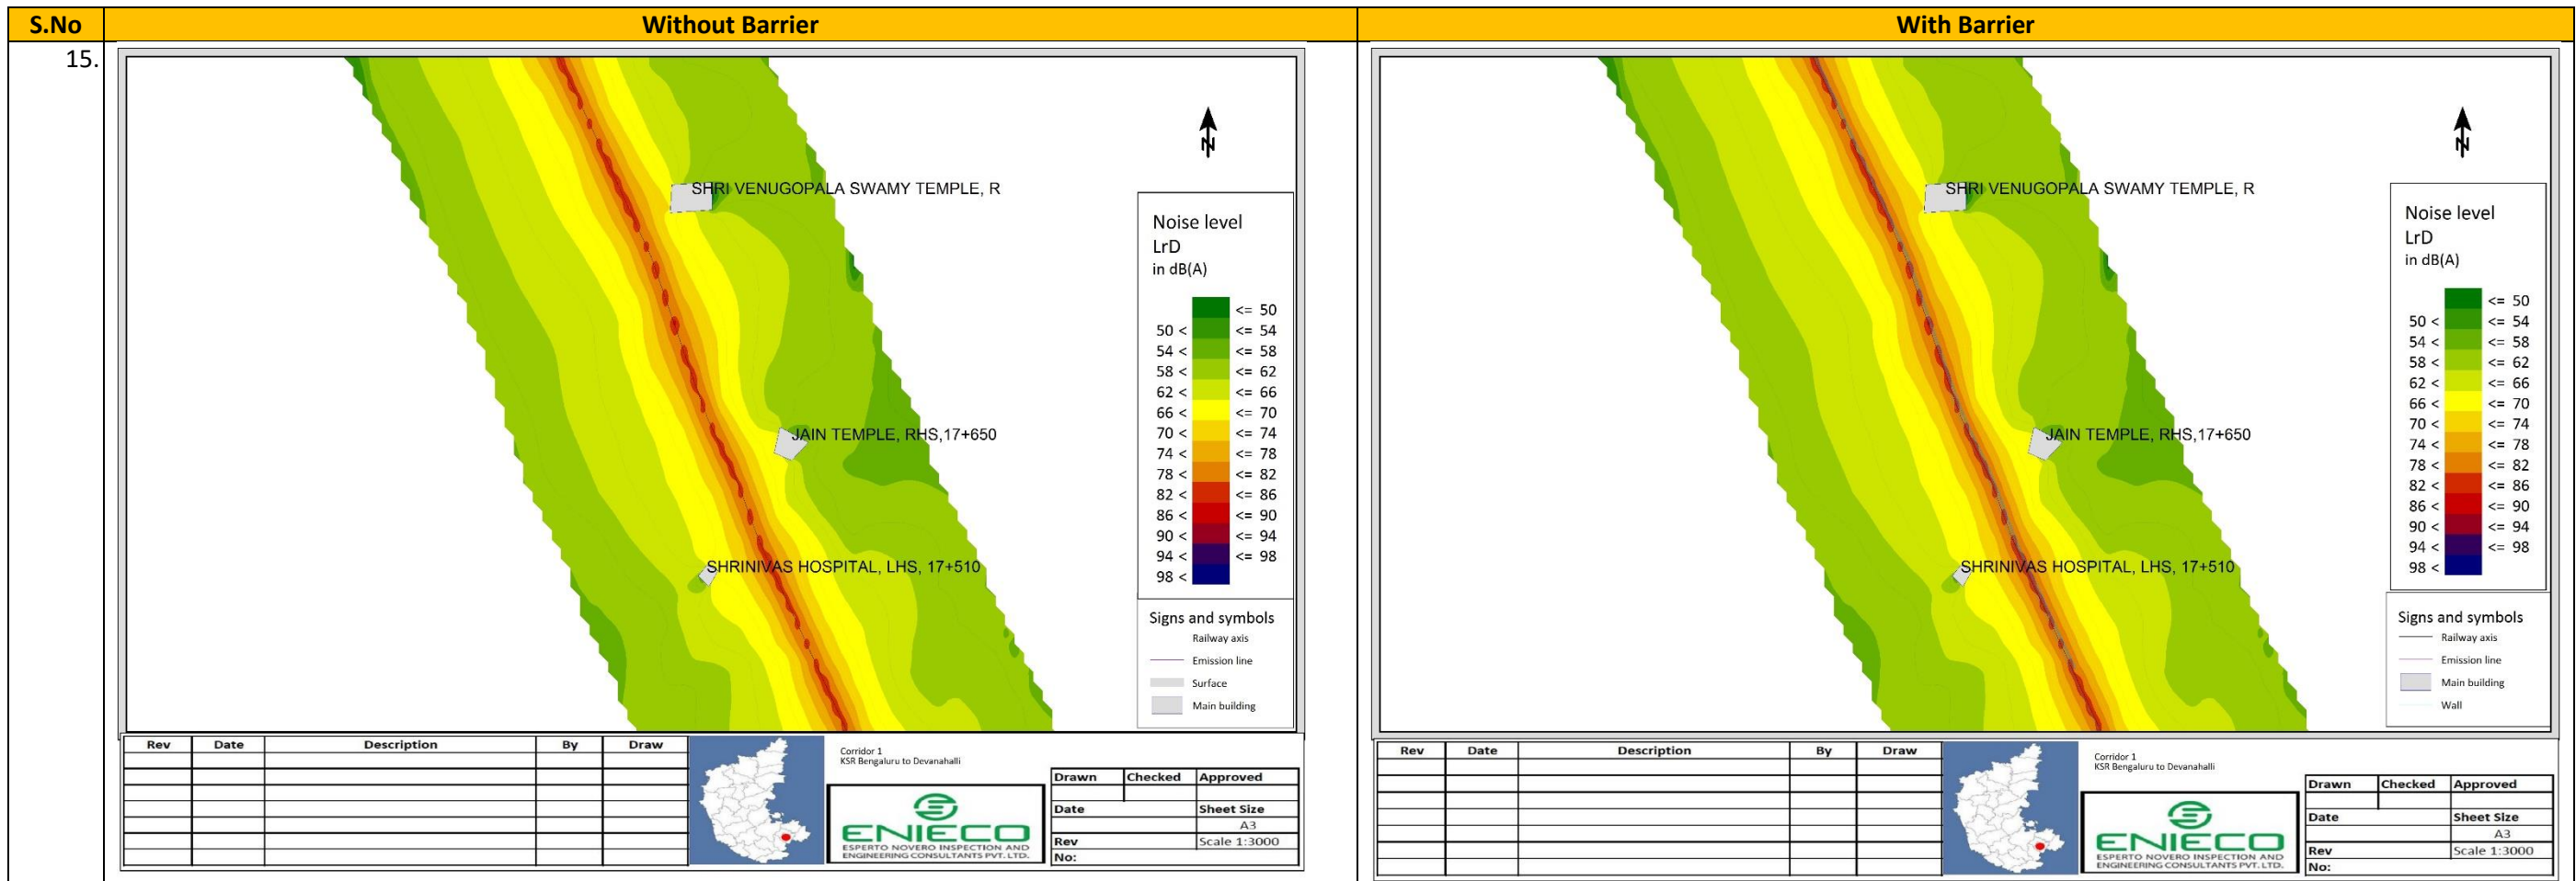 S.No Without Barrier With Barrier
15.
N
SHRI VENUGOPALA SWAMY TEMPLE, R
JAIN TEMPLE, RHS,17+650
SHRINIVAS HOSPITAL, LHS, 17+510
Noise level
LrD
in dB(A)
<= 50
50 < <= 54
54 < <= 58
58 < <= 62
62 < <= 66
66 < <= 70
70 < <= 74
74 < <= 78
78 < <= 82
82 < <= 86
86 < <= 90
90 < <= 94
94 < <= 98
98 <
Signs and symbols
Railway axis
Emission line
Surface
Main building
Rev Date Description By Draw
Corridor 1
KSR Bengaluru to Devanahalli
ENIECO
ESPERTO NOVERO INSPECTION AND
ENGINEERING CONSULTANTS PVT. LTD.
Drawn Checked Approved
Date Sheet Size
A3
Rev Scale 1:3000
No:
N
SHRI VENUGOPALA SWAMY TEMPLE, R
JAIN TEMPLE, RHS,17+650
SHRINIVAS HOSPITAL, LHS, 17+510
Noise level
LrD
in dB(A)
<= 50
50 < <= 54
54 < <= 58
58 < <= 62
62 < <= 66
66 < <= 70
70 < <= 74
74 < <= 78
78 < <= 82
82 < <= 86
86 < <= 90
90 < <= 94
94 < <= 98
98 <
Signs and symbols
Railway axis
Emission line
Main building
Wall
Rev Date Description By Draw
Corridor 1
KSR Bengaluru to Devanahalli
ENIECO
ESPERTO NOVERO INSPECTION AND
ENGINEERING CONSULTANTS PVT. LTD.
Drawn Checked Approved
Date Sheet Size
A3
Rev Scale 1:3000
No: